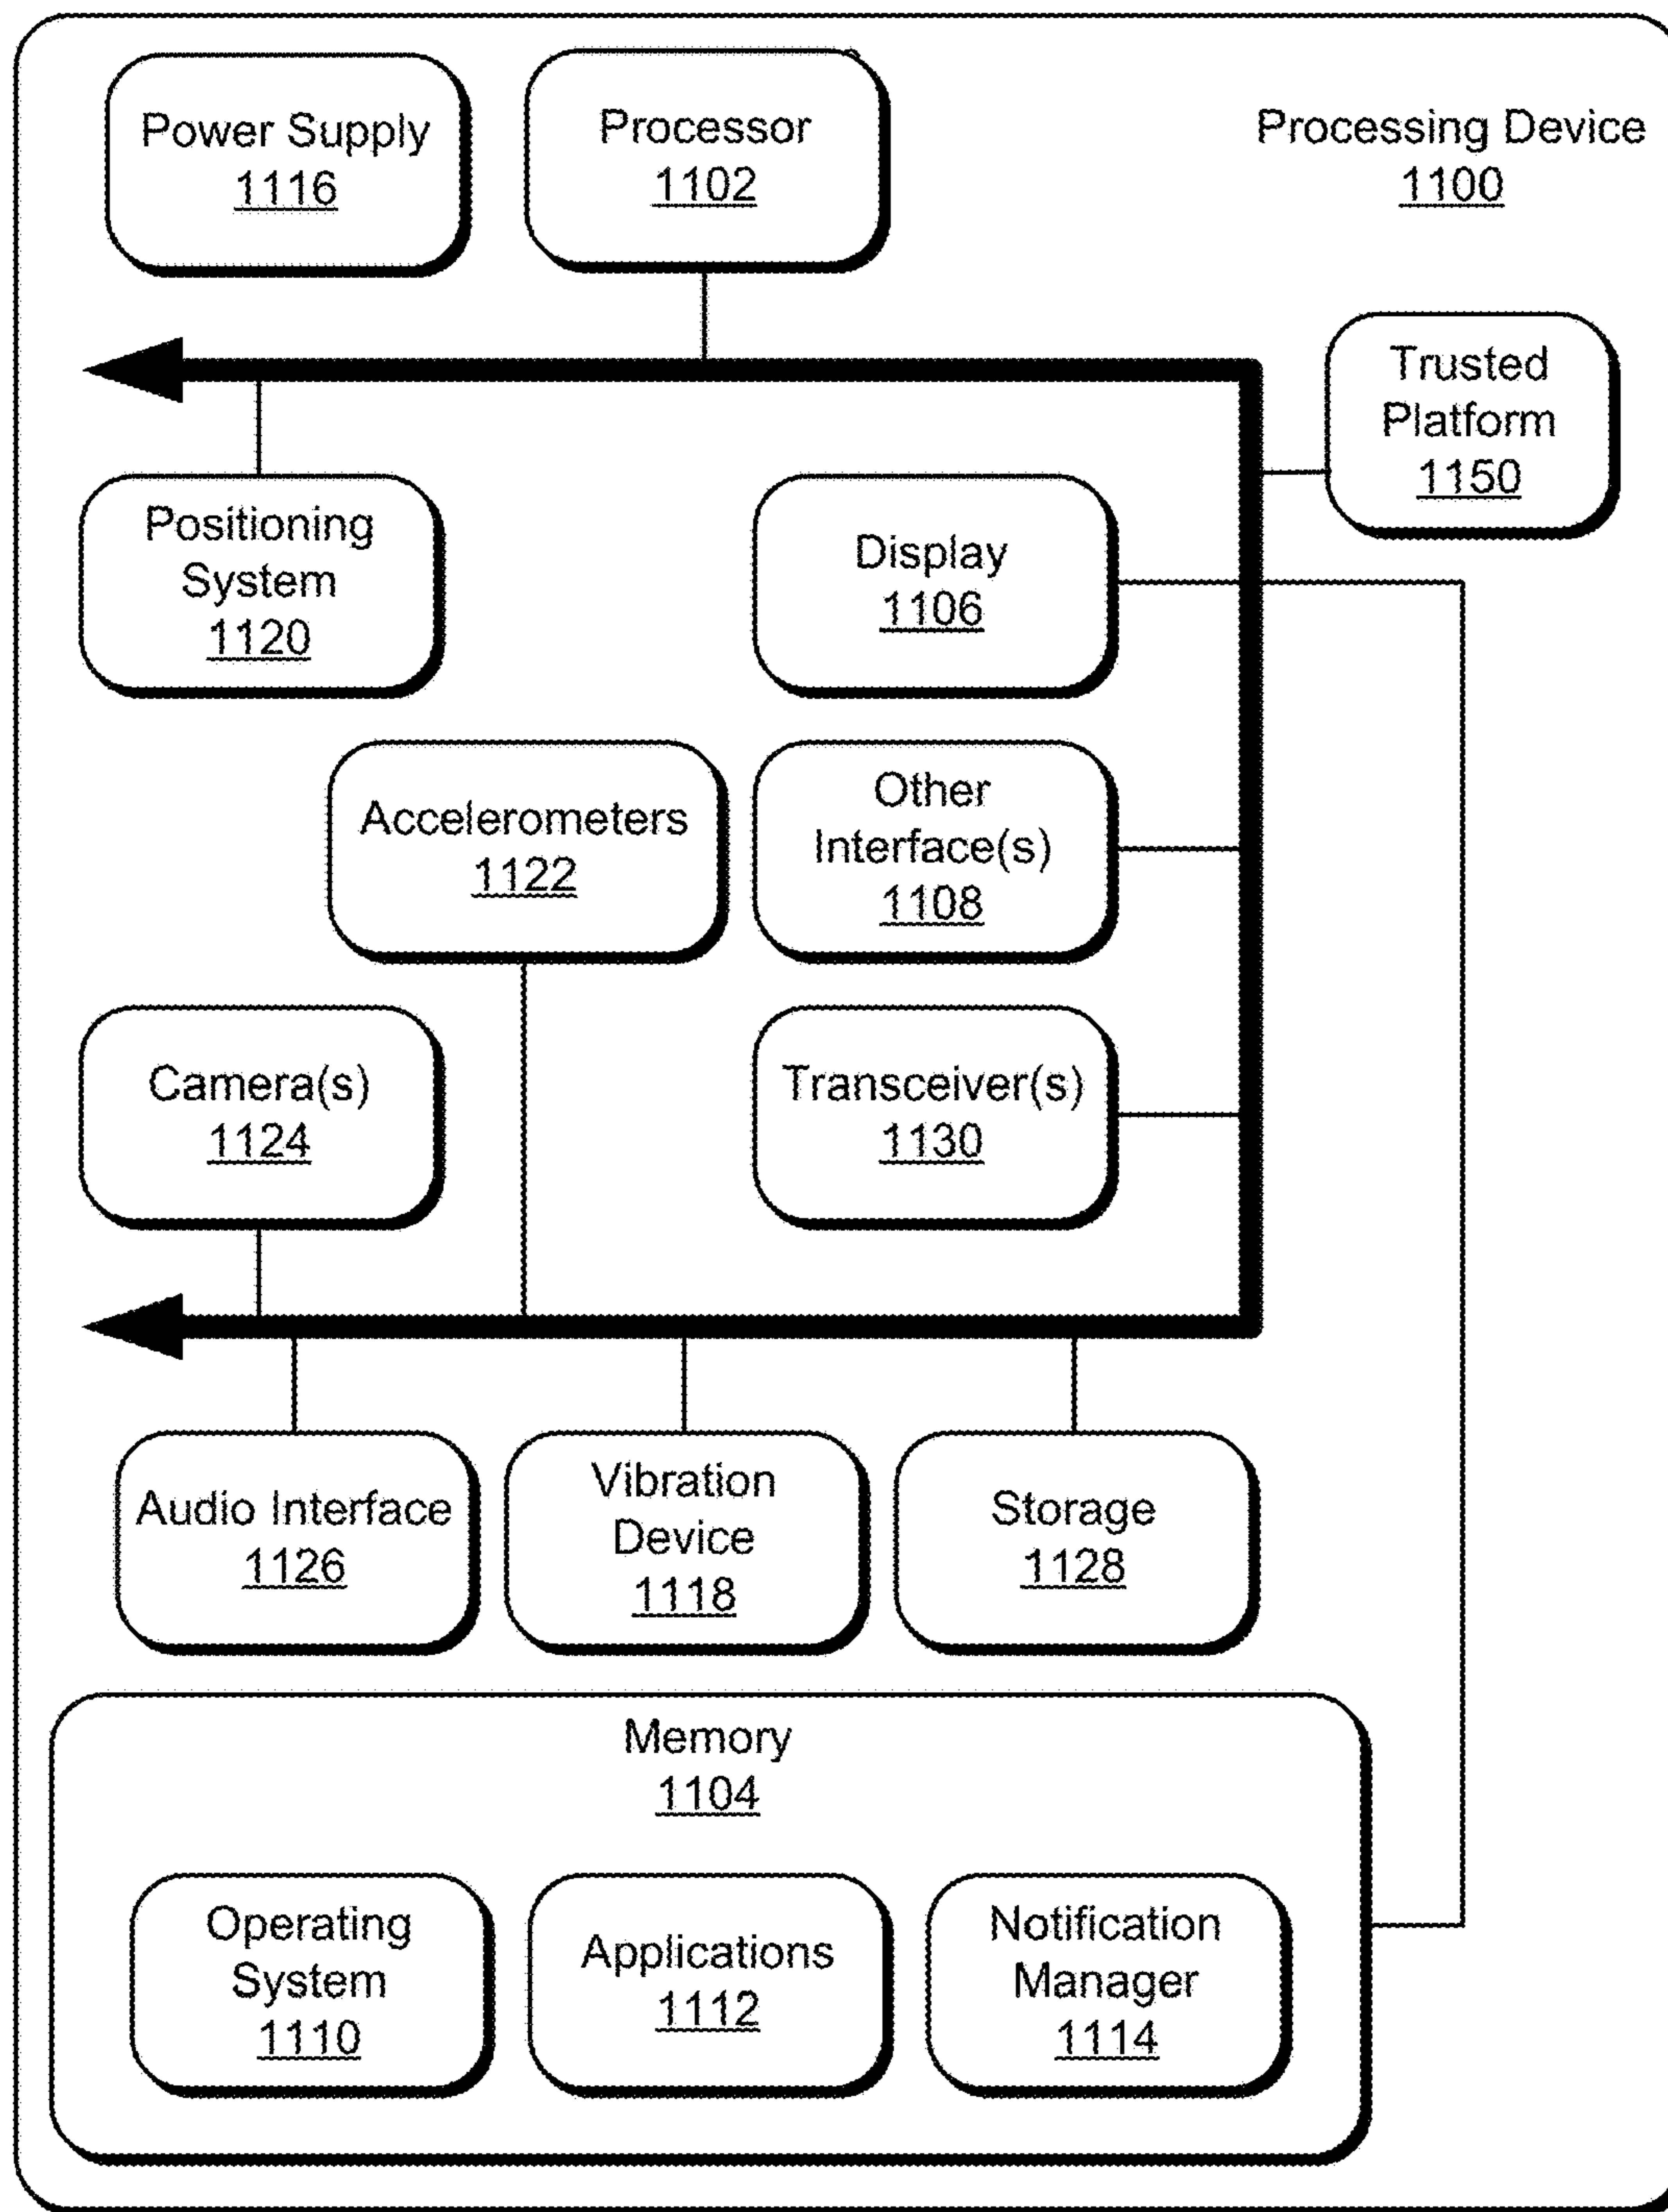 Power Supply
1116
Processor
1102
Processing Device
1100
Trusted
Platform
1150
Positioning
System
1120
Display
1106
Accelerometers
1122
Other
Interface(s)
1108
Camera(s)
1124
Transceiver(s)
1130
Audio Interface
1126
Vibration
Device
1118
Storage
1128
Memory
1104
Operating
System
1110
Applications
1112
Notification
Manager
1114